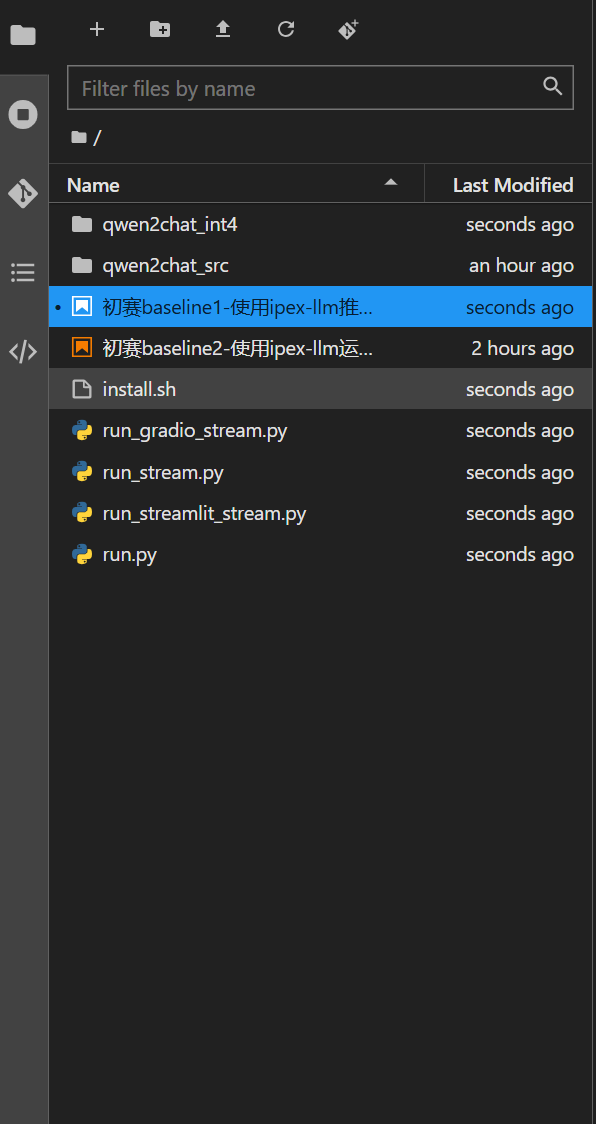 Filter files by name
/
Name Last Modified
qwen2chat_int4 seconds ago
qwen2chat_src an hour ago
初赛baseline1-使用ipex-llm推... seconds ago
初赛baseline2-使用ipex-llm运... 2 hours ago
install.sh seconds ago
run_gradio_stream.py seconds ago
run_stream.py seconds ago
run_streamlit_stream.py seconds ago
run.py seconds ago